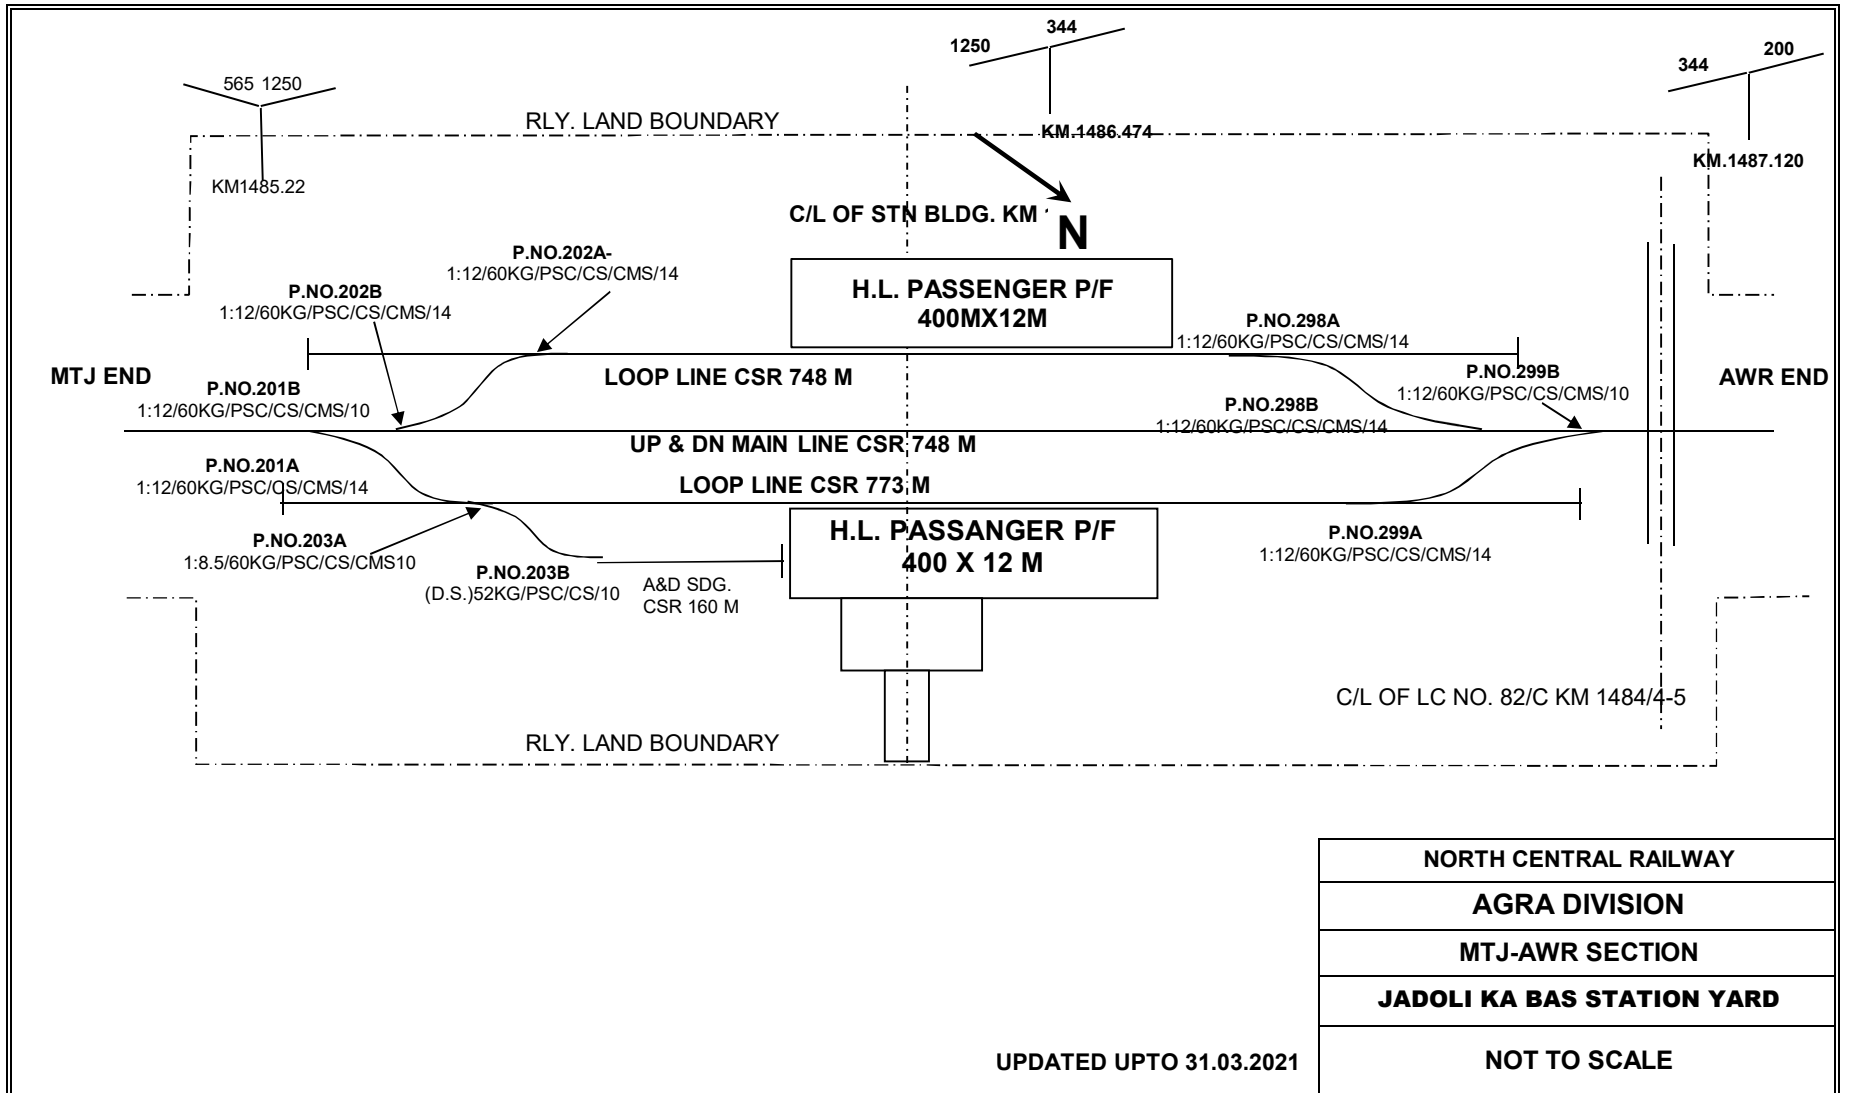 344
1250
200
344
565 1250
RLY. LAND BOUNDARY
KM.1486.474
KM.1487.120
KM1485.22
C/L OF STN BLDG. KM
N
P.NO.202A-
1:12/60KG/PSC/CS/CMS/14
P.NO.202B
1:12/60KG/PSC/CS/CMS/14
H.L. PASSENGER P/F
400MX12M
P.NO.298A
1:12/60KG/PSC/CS/CMS/14
MTJ END
LOOP LINE CSR 748 M
P.NO.299B
1:12/60KG/PSC/CS/CMS/10
AWR END
P.NO.201B
1:12/60KG/PSC/CS/CMS/10
P.NO.298B
1:12/60KG/PSC/CS/CMS/14
UP & DN MAIN LINE CSR 748 M
P.NO.201A
1:12/60KG/PSC/CS/CMS/14
LOOP LINE CSR 773 M
P.NO.203A
1:8.5/60KG/PSC/CS/CMS10
H.L. PASSANGER P/F
400 X 12 M
P.NO.299A
1:12/60KG/PSC/CS/CMS/14
P.NO.203B
(D.S.)52KG/PSC/CS/10
A&D SDG.
CSR 160 M
C/L OF LC NO. 82/C KM 1484/4-5
RLY. LAND BOUNDARY
NORTH CENTRAL RAILWAY
AGRA DIVISION
MTJ-AWR SECTION
JADOLI KA BAS STATION YARD
UPDATED UPTO 31.03.2021
NOT TO SCALE